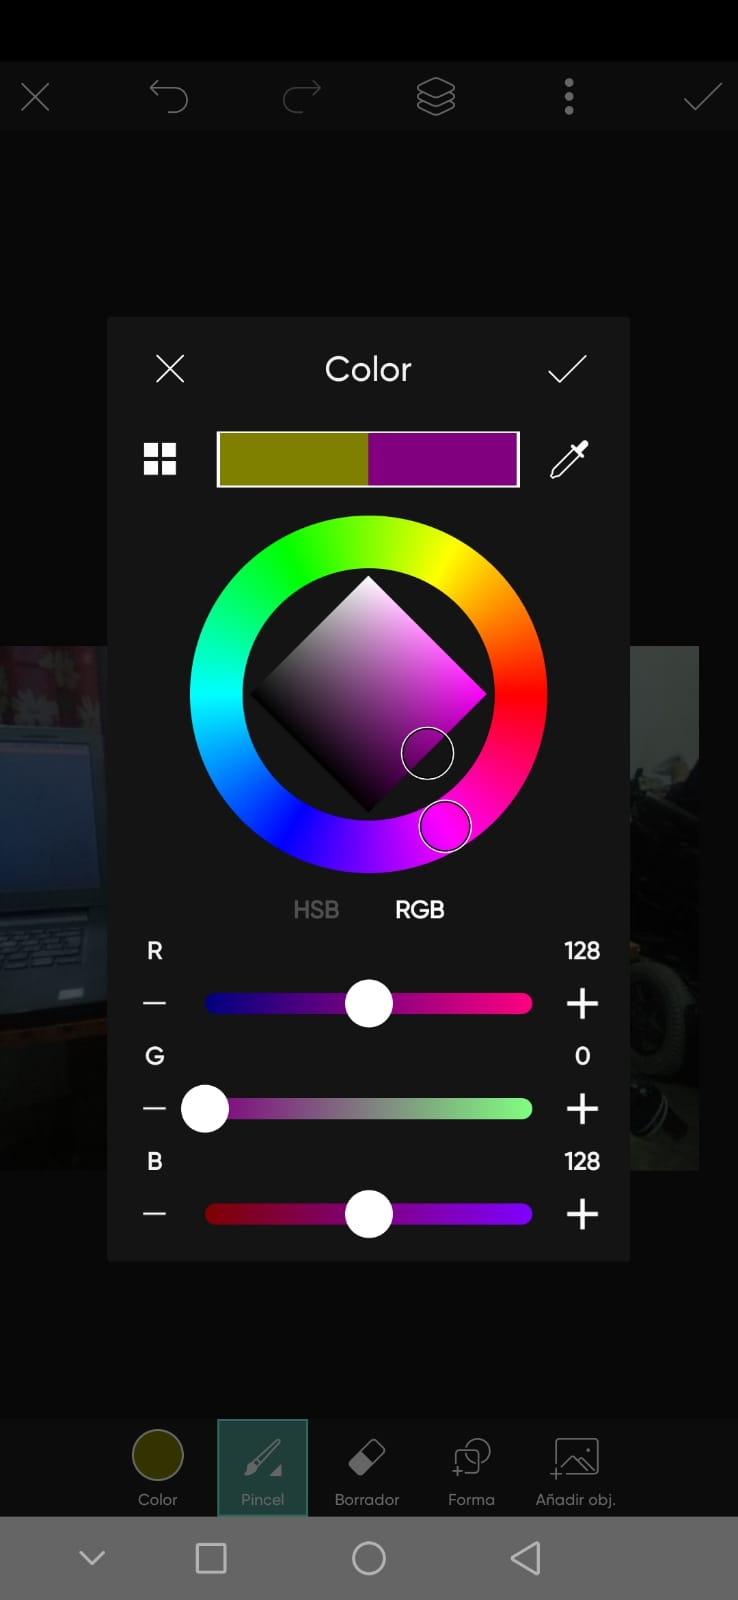 Color
HSB RGB
R 128
G 0
B 128
Color Pincel Borrador Forma Añadir obj.